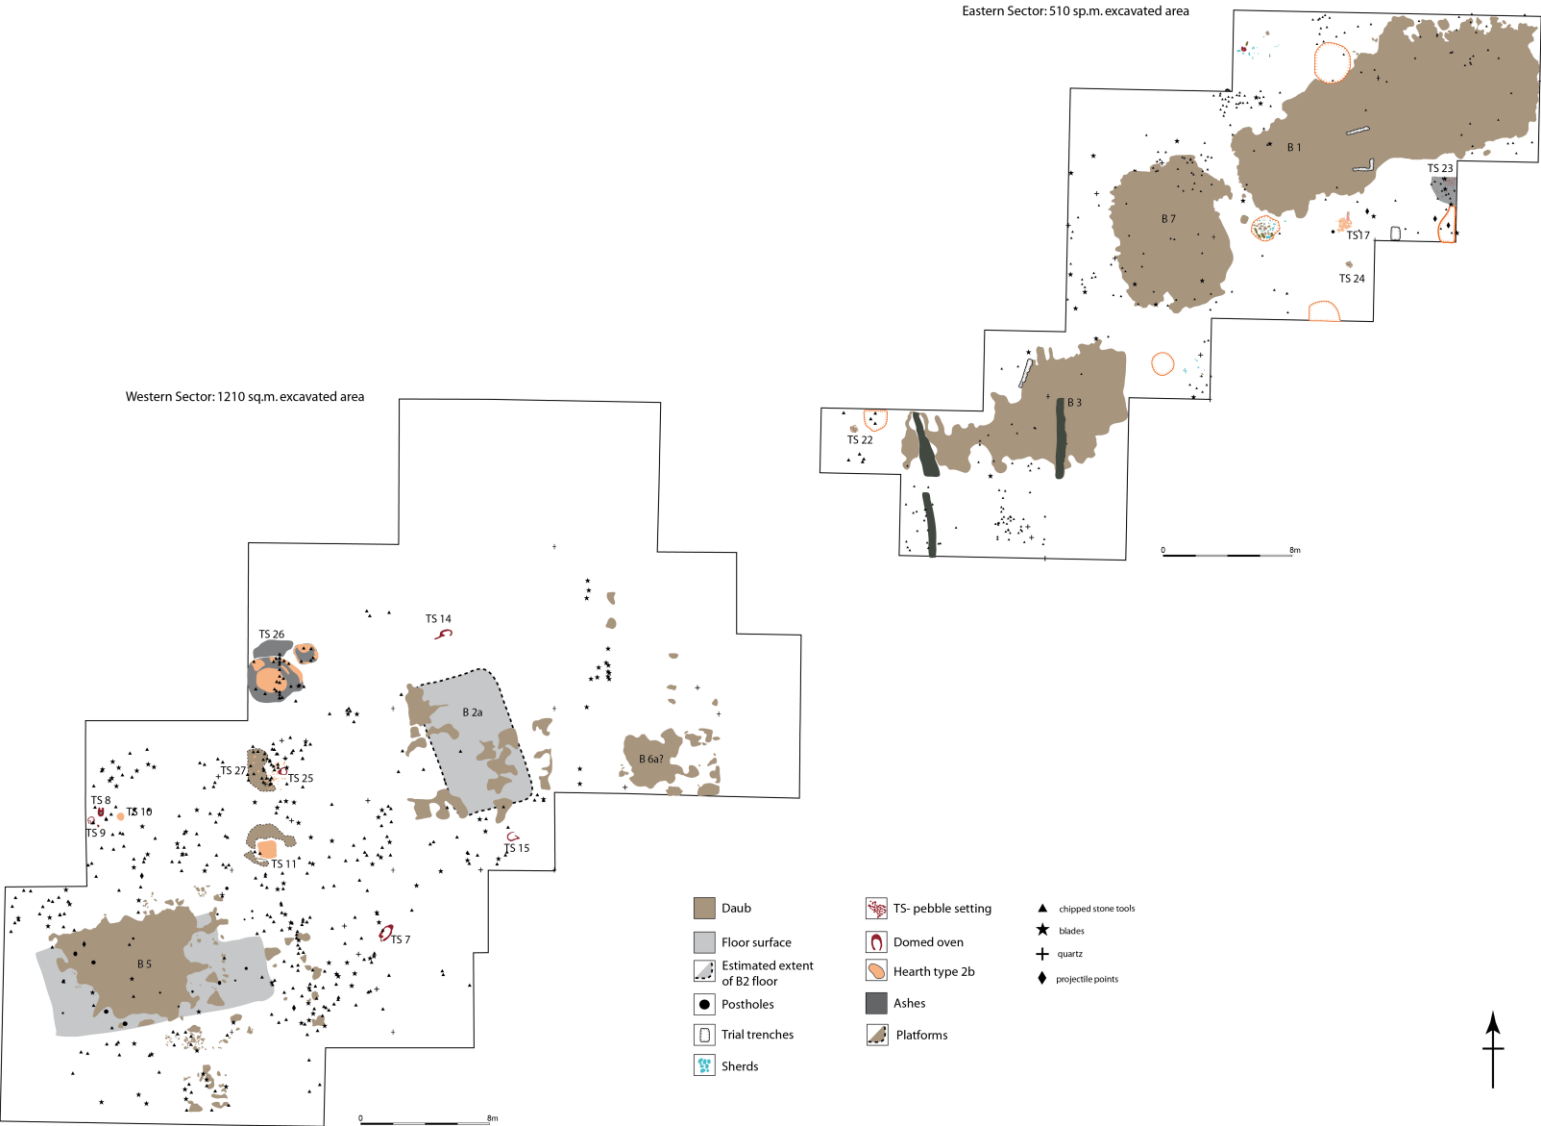 Eastern Sector: 510 sp.m. excavated area
B 1
TS 23
B 7
TS17
TS 24
B 3
TS 22
0 8m
Western Sector: 1210 sq.m. excavated area
TS 14
TS 26
B 2a
B 6a?
TS 27
TS 25
TS 8
TS 10
TS 9
TS 15
TS 11
TS 7
B 5
0 8m
Daub
Floor surface
Estimated extent
of B2 floor
Postholes
Trial trenches
Sherds
TS- pebble setting
Domed oven
Hearth type 2b
Ashes
Platforms
chipped stone tools
blades
quartz
projectile points